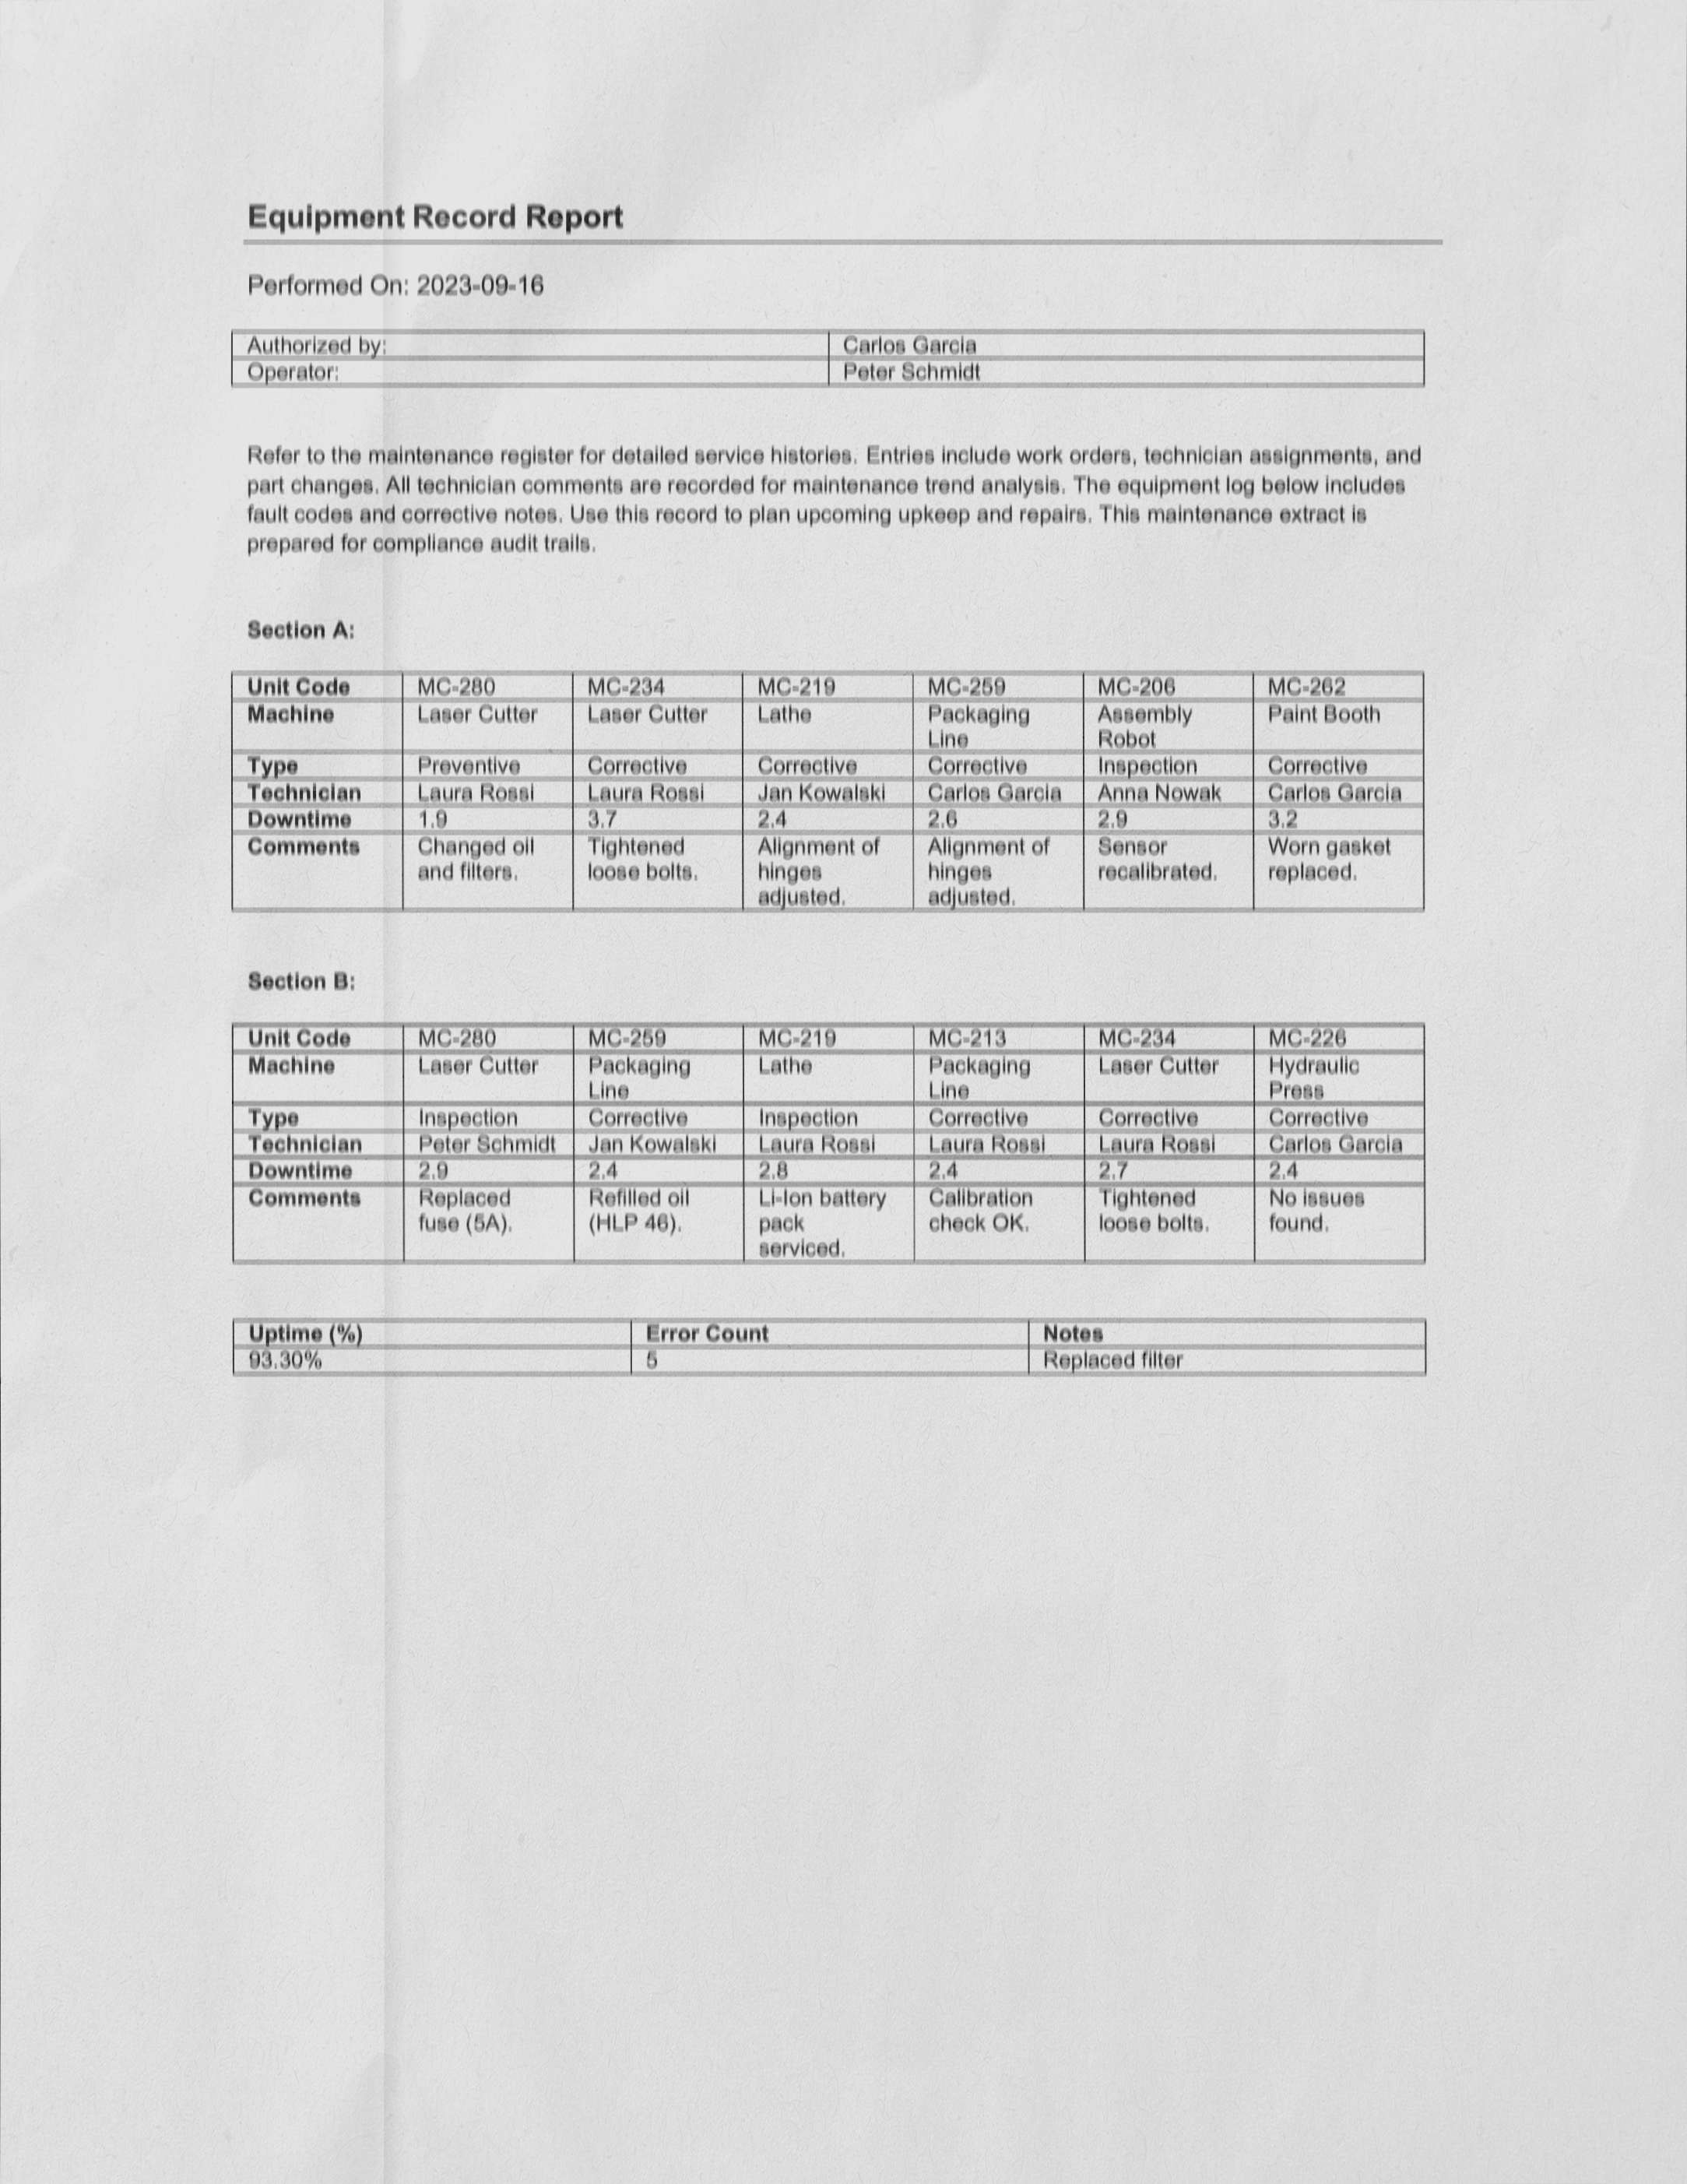 Equipment Record Report
Performed On: 2023-09-16
Authorized by: Carlos Garcia
Operator: Peter Schmidt
Refer to the maintenance register for detailed service histories. Entries include work orders, technician assignments, and
part changes. All technician comments are recorded for maintenance trend analysis. The equipment log below includes
fault codes and corrective notes. Use this record to plan upcoming upkeep and repairs. This maintenance extract is
prepared for compliance audit trails.
Section A:
Unit Code MC-280 MC-234 MC-219 MC-259 MC-206 MC-262
Machine Laser Cutter Laser Cutter Lathe Packaging Assembly Paint Booth
Line Robot
Type Preventive Corrective Corrective Corrective Inspection Corrective
Technician Laura Rossi Laura Rossi Jan Kowalski Carlos Garcia Anna Nowak Carlos Garcia
Downtime 1.9 3.7 2.4 2.6 2.9 3.2
Comments Changed oil Tightened Alignment of Alignment of Sensor Worn gasket
and filters. loose bolts. hinges hinges recalibrated. replaced.
adjusted. adjusted.
Section B:
Unit Code MC-280 MC-259 MC-219 MC-213 MC-234 MC-226
Machine Laser Cutter Packaging Lathe Packaging Laser Cutter Hydraulic
Line Line Press
Type Inspection Corrective Inspection Corrective Corrective Corrective
Technician Peter Schmidt Jan Kowalski Laura Rossi Laura Rossi Laura Rossi Carlos Garcia
Downtime 2.9 2.4 2.8 2.4 2.7 2.4
Comments Replaced Refilled oil Li-Ion battery Calibration Tightened No issues
fuse (5A). (HLP 46). pack check OK. loose bolts. found.
serviced.
Uptime (%) Error Count Notes
93.30% 5 Replaced filter